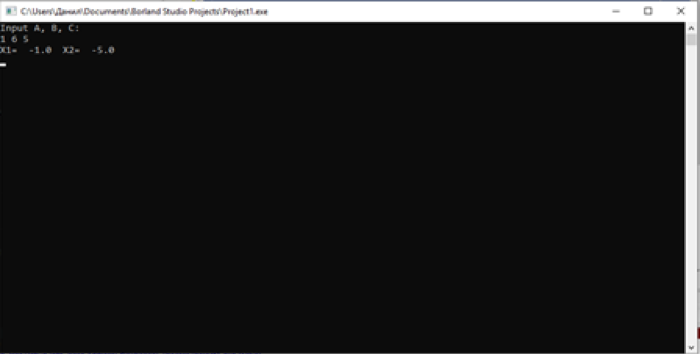 C:\Users\Данил\Documents\Borland Studio Projects\Project1.exe
Input A, B, C:
1 6 5
X1=  -1.0  X2=  -5.0